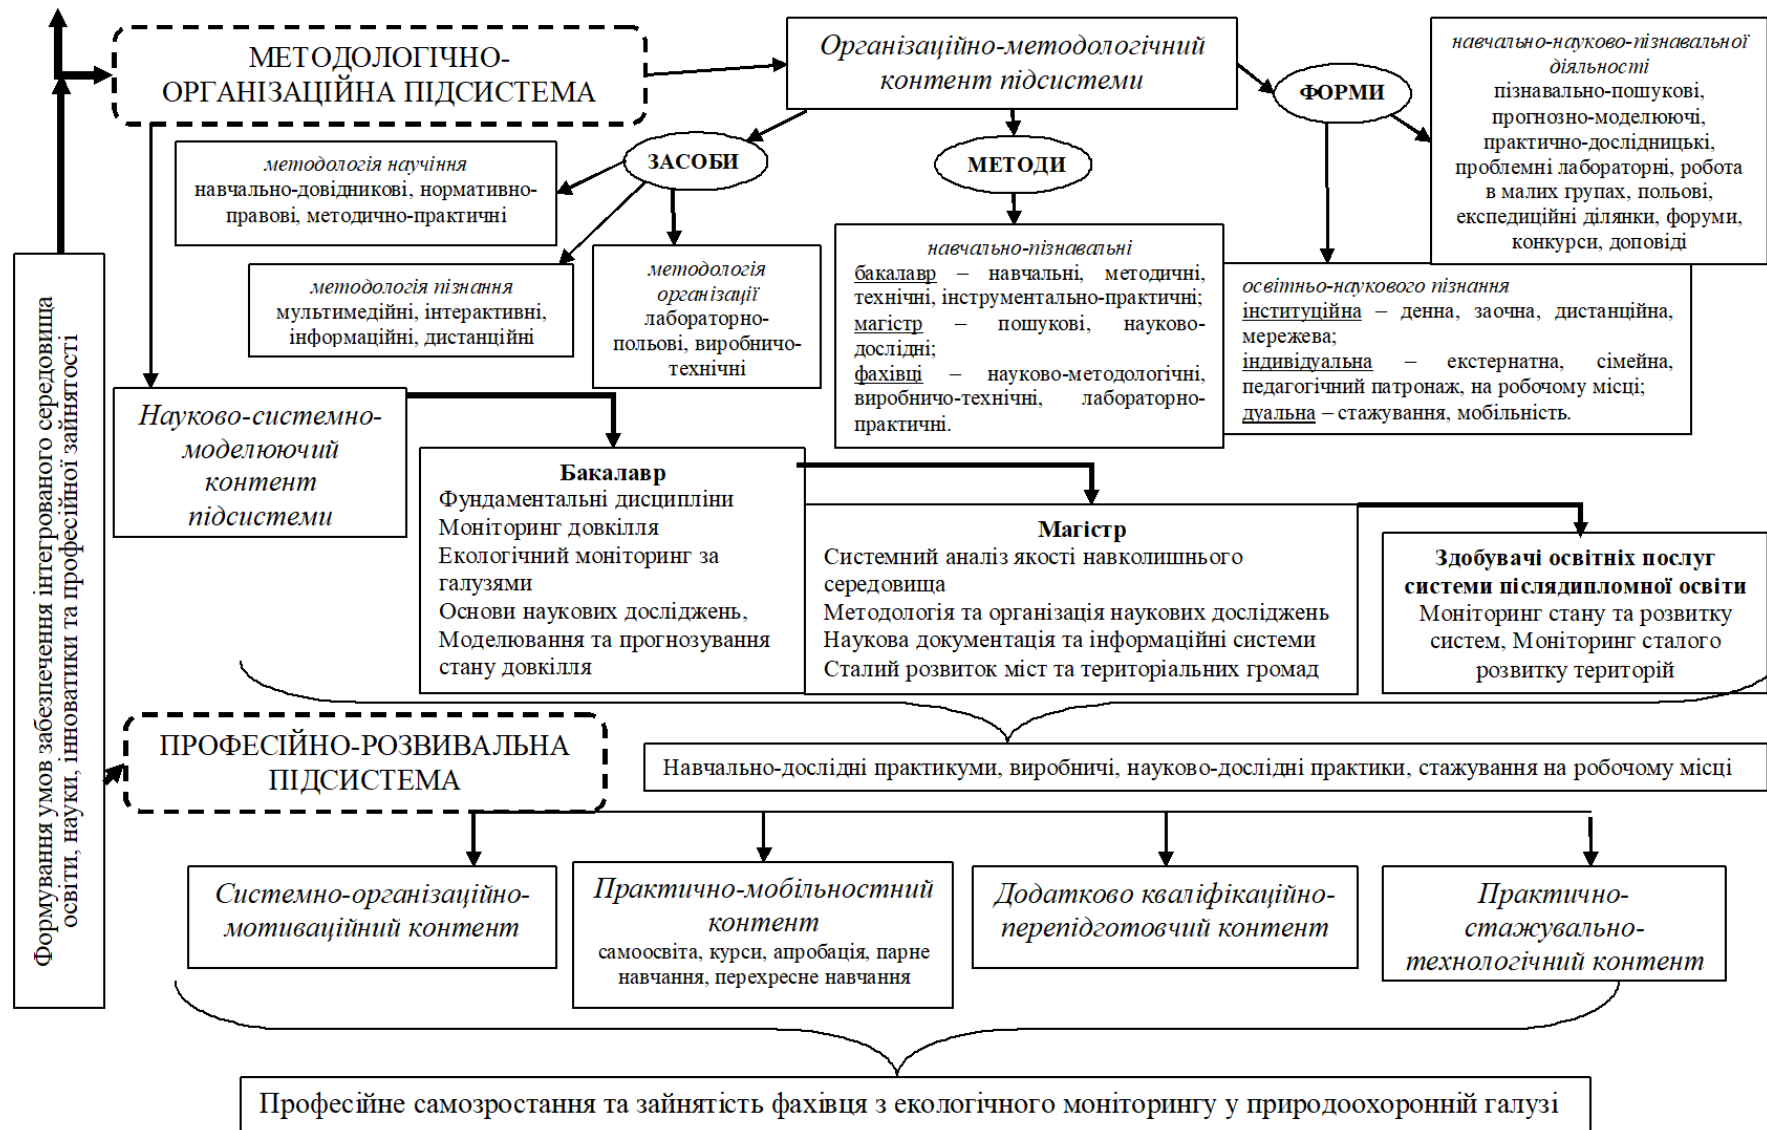 МЕТОДОЛОГІЧНО-
ОРГАНІЗАЦІЙНА ПІДСИСТЕМА
Організаційно-методологічний
контент підсистеми
ФОРМИ
навчально-науково-пізнавальної
діяльності
пізнавально-пошукові,
прогнозно-моделюючі,
практично-дослідницькі,
проблемні лабораторні, робота
в малих групах, польові,
експедиційні ділянки, форуми,
конкурси, доповіді
ЗАСОБИ
МЕТОДИ
методологія научіння
навчально-довідникові, нормативно-
правові, методично-практичні
методологія пізнання
мультимедійні, інтерактивні,
інформаційні, дистанційні
методологія
організації
лабораторно-
польові, виробничо-
технічні
навчально-пізнавальні
бакалавр – навчальні, методичні,
технічні, інструментально-практичні;
магістр – пошукові, науково-
дослідні;
фахівці – науково-методологічні,
виробничо-технічні, лабораторно-
практичні.
освітньо-наукового пізнання
інституційна – денна, заочна, дистанційна,
мережева;
індивідуальна – екстернатна, сімейна,
педагогічний патронаж, на робочому місці;
дуальна – стажування, мобільність.
Формування умов забезпечення інтегрованого середовища
освіти, науки, інноватики та професійної зайнятості
Науково-системно-
моделюючий
контент
підсистеми
Бакалавр
Фундаментальні дисципліни
Моніторинг довкілля
Екологічний моніторинг за
галузями
Основи наукових досліджень,
Моделювання та прогнозування
стану довкілля
Магістр
Системний аналіз якості навколишнього
середовища
Методологія та організація наукових досліджень
Наукова документація та інформаційні системи
Сталий розвиток міст та територіальних громад
Здобувачі освітніх послуг
системи післядипломної освіти
Моніторинг стану та розвитку
систем, Моніторинг сталого
розвитку територій
ПРОФЕСІЙНО-РОЗВИВАЛЬНА
ПІДСИСТЕМА
Навчально-дослідні практикуми, виробничі, науково-дослідні практики, стажування на робочому місці
Системно-організаційно-
мотиваційний контент
Практично-мобільностний
контент
самоосвіта, курси, апробація, парне
навчання, перехресне навчання
Додатково кваліфікаційно-
перепідготовчий контент
Практично-
стажувально-
технологічний контент
Професійне самозростання та зайнятість фахівця з екологічного моніторингу у природоохоронній галузі